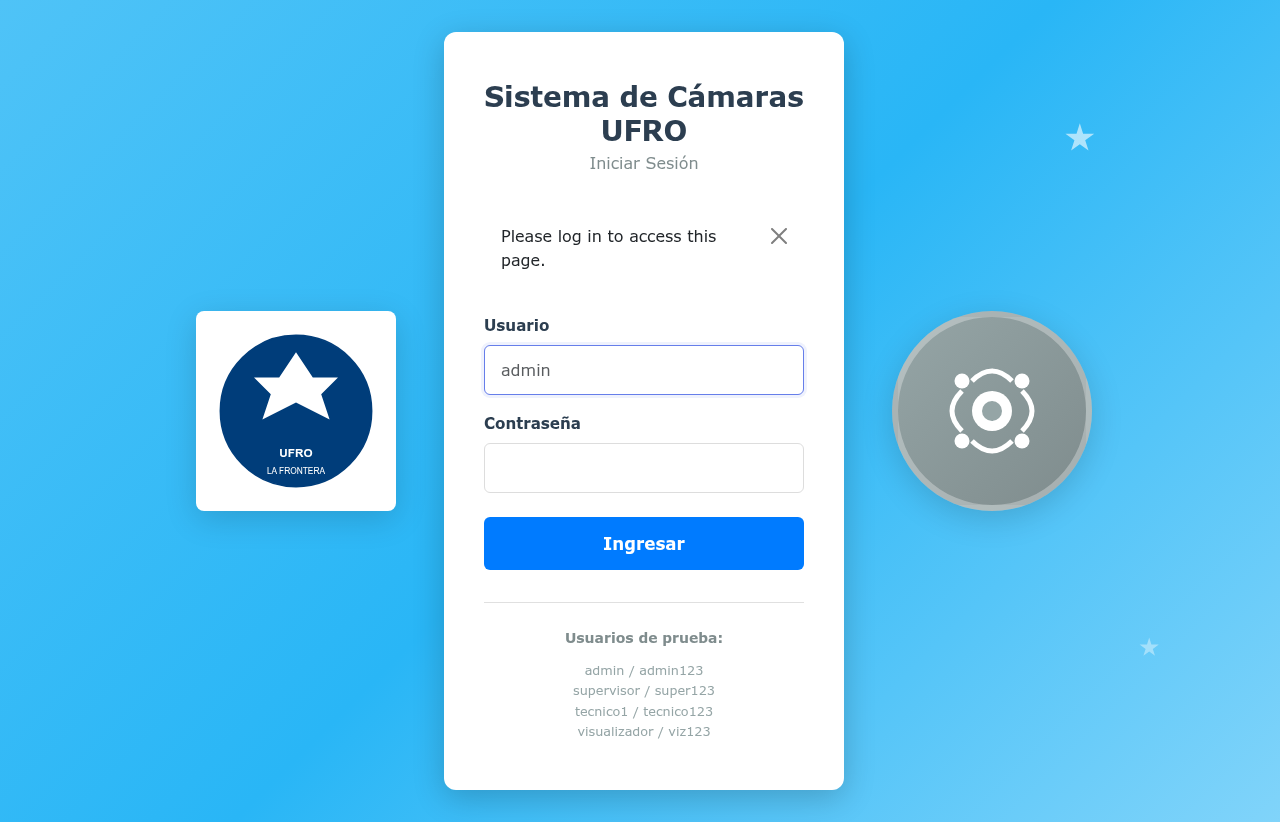 Sistema de Cámaras
UFRO
Iniciar Sesión
Please log in to access this
page.
Usuario
admin
Contraseña
Ingresar
Usuarios de prueba:
admin / admin123
supervisor / super123
tecnico1 / tecnico123
visualizador / viz123
UFRO
LA FRONTERA